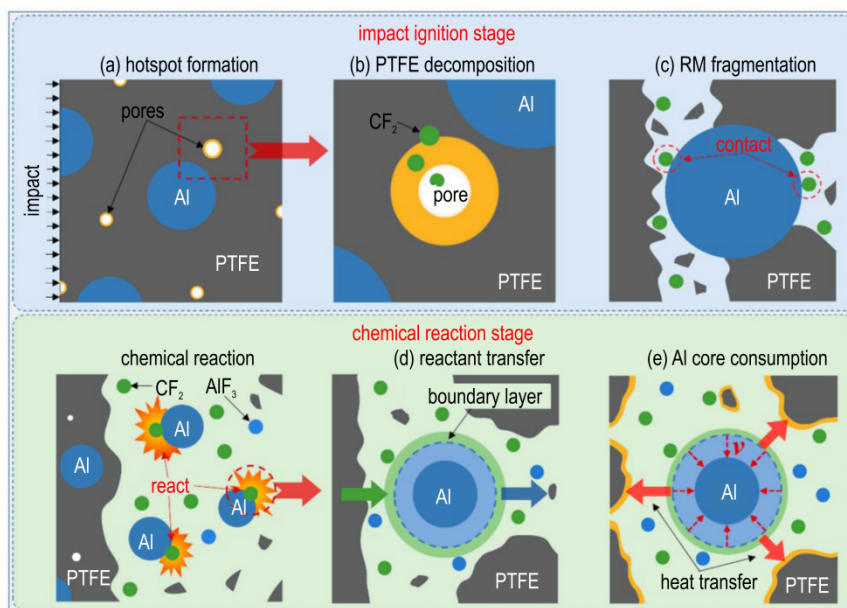 impact ignition stage
(a) hotspot formation
(b) PTFE decomposition
(c) RM fragmentation
impact
pores
Al
PTFE
Al
CF₂
pore
PTFE
contact
Al
PTFE
chemical reaction stage
chemical reaction
(d) reactant transfer
(e) Al core consumption
CF₂
AlF₃
Al
Al
react
Al
Al
PTFE
boundary layer
Al
v
Al
heat transfer
PTFE